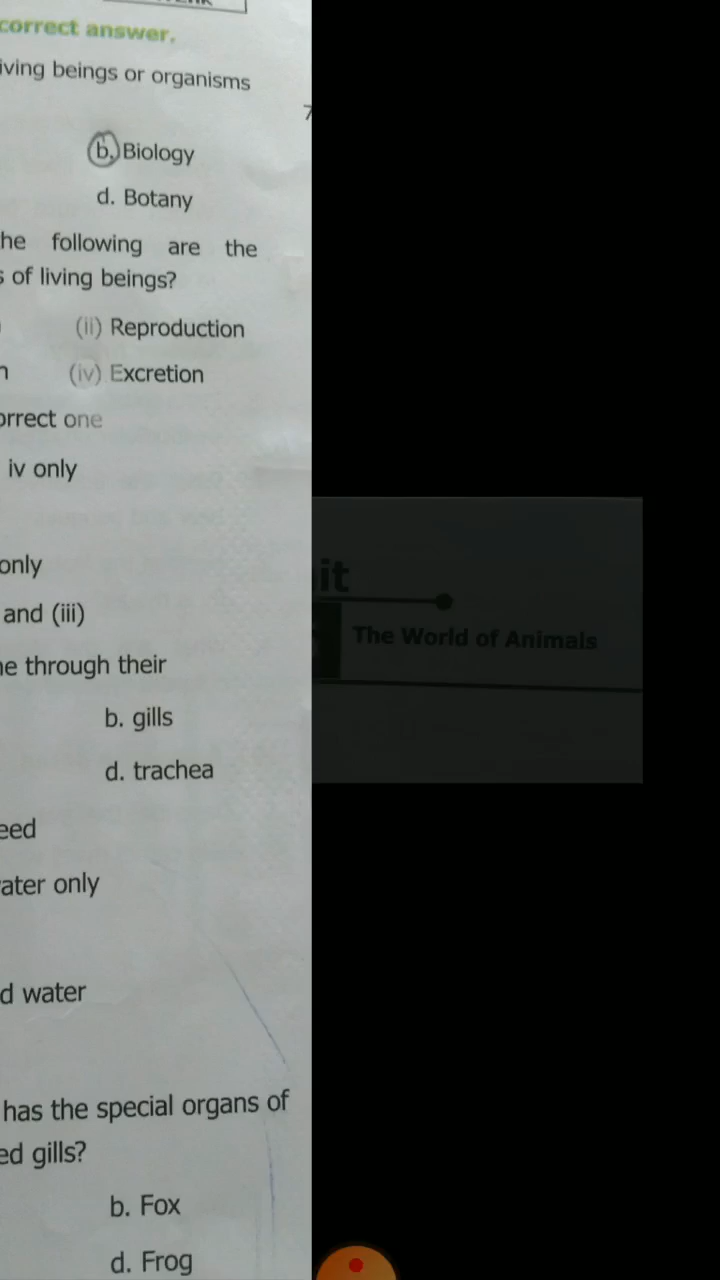 correct answer.
iving beings or organisms
7
b. Biology
d. Botany
he following are the
s of living beings?
(ii) Reproduction
n (iv) Excretion
orrect one
iv only
only
and (iii)
ne through their
b. gills
d. trachea
eed
ater only
d water
has the special organs of
ed gills?
b. Fox
d. Frog
it
The World of Animals